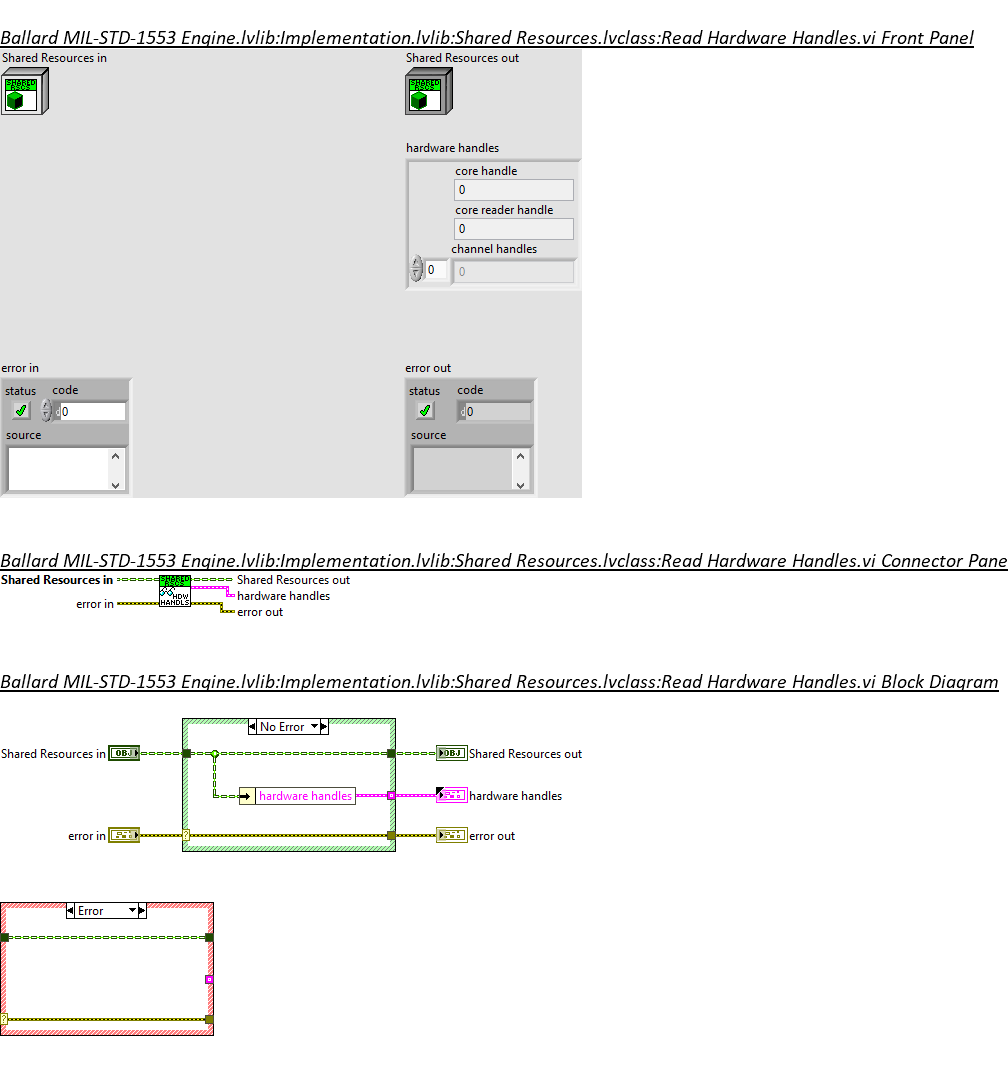 Ballard MIL-STD-1553 Engine.lvlib:Implementation.lvlib:Shared Resources.lvclass:Read Hardware Handles.vi Front Panel
Shared Resources in
Shared Resources out
SHARED
RSCS
SHARED
RSCS
hardware handles
core handle
0
core reader handle
0
channel handles
0
0
error in
error out
status
code
status
code
d
0
d
0
source
source
Ballard MIL-STD-1553 Engine.lvlib:Implementation.lvlib:Shared Resources.lvclass:Read Hardware Handles.vi Connector Pane
Shared Resources in
SHARED
RSCS
Shared Resources out
hardware handles
HDW
HANDLS
error in
error out
Ballard MIL-STD-1553 Engine.lvlib:Implementation.lvlib:Shared Resources.lvclass:Read Hardware Handles.vi Block Diagram
No Error
Shared Resources in
OBJ
OBJ
Shared Resources out
hardware handles
hardware handles
error in
?
error out
Error
?